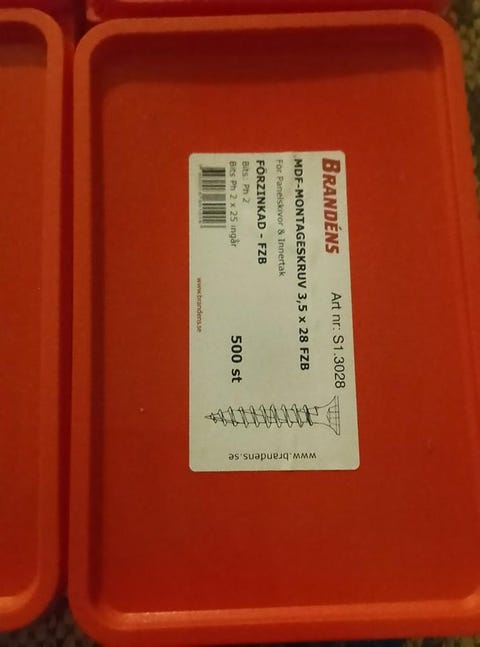 BRANDÉNS
Art nr: S1.3028
MDF-MONTAGESKRUV 3,5 x 28 FZB
För Panelskivor & Innertak
FÖRZINKAD - FZB
Bits: Ph 2
500 st
Bits Ph 2 x 25 ingår
www.brandens.se
www.brandens.se